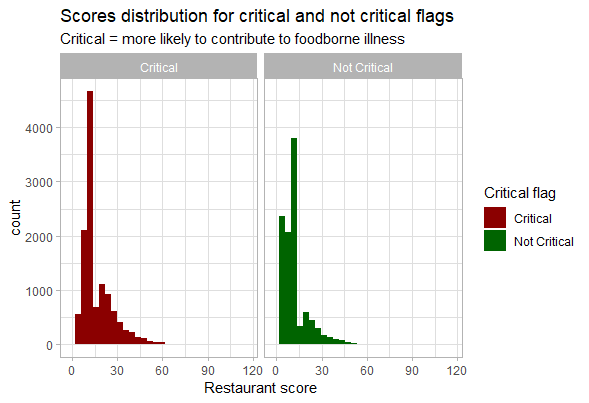 Scores distribution for critical and not critical flags
Critical = more likely to contribute to foodborne illness
Critical
Not Critical
4000
3000
2000
1000
0
count
0 30 60 90 120
0 30 60 90 120
Restaurant score
Critical flag
Critical
Not Critical